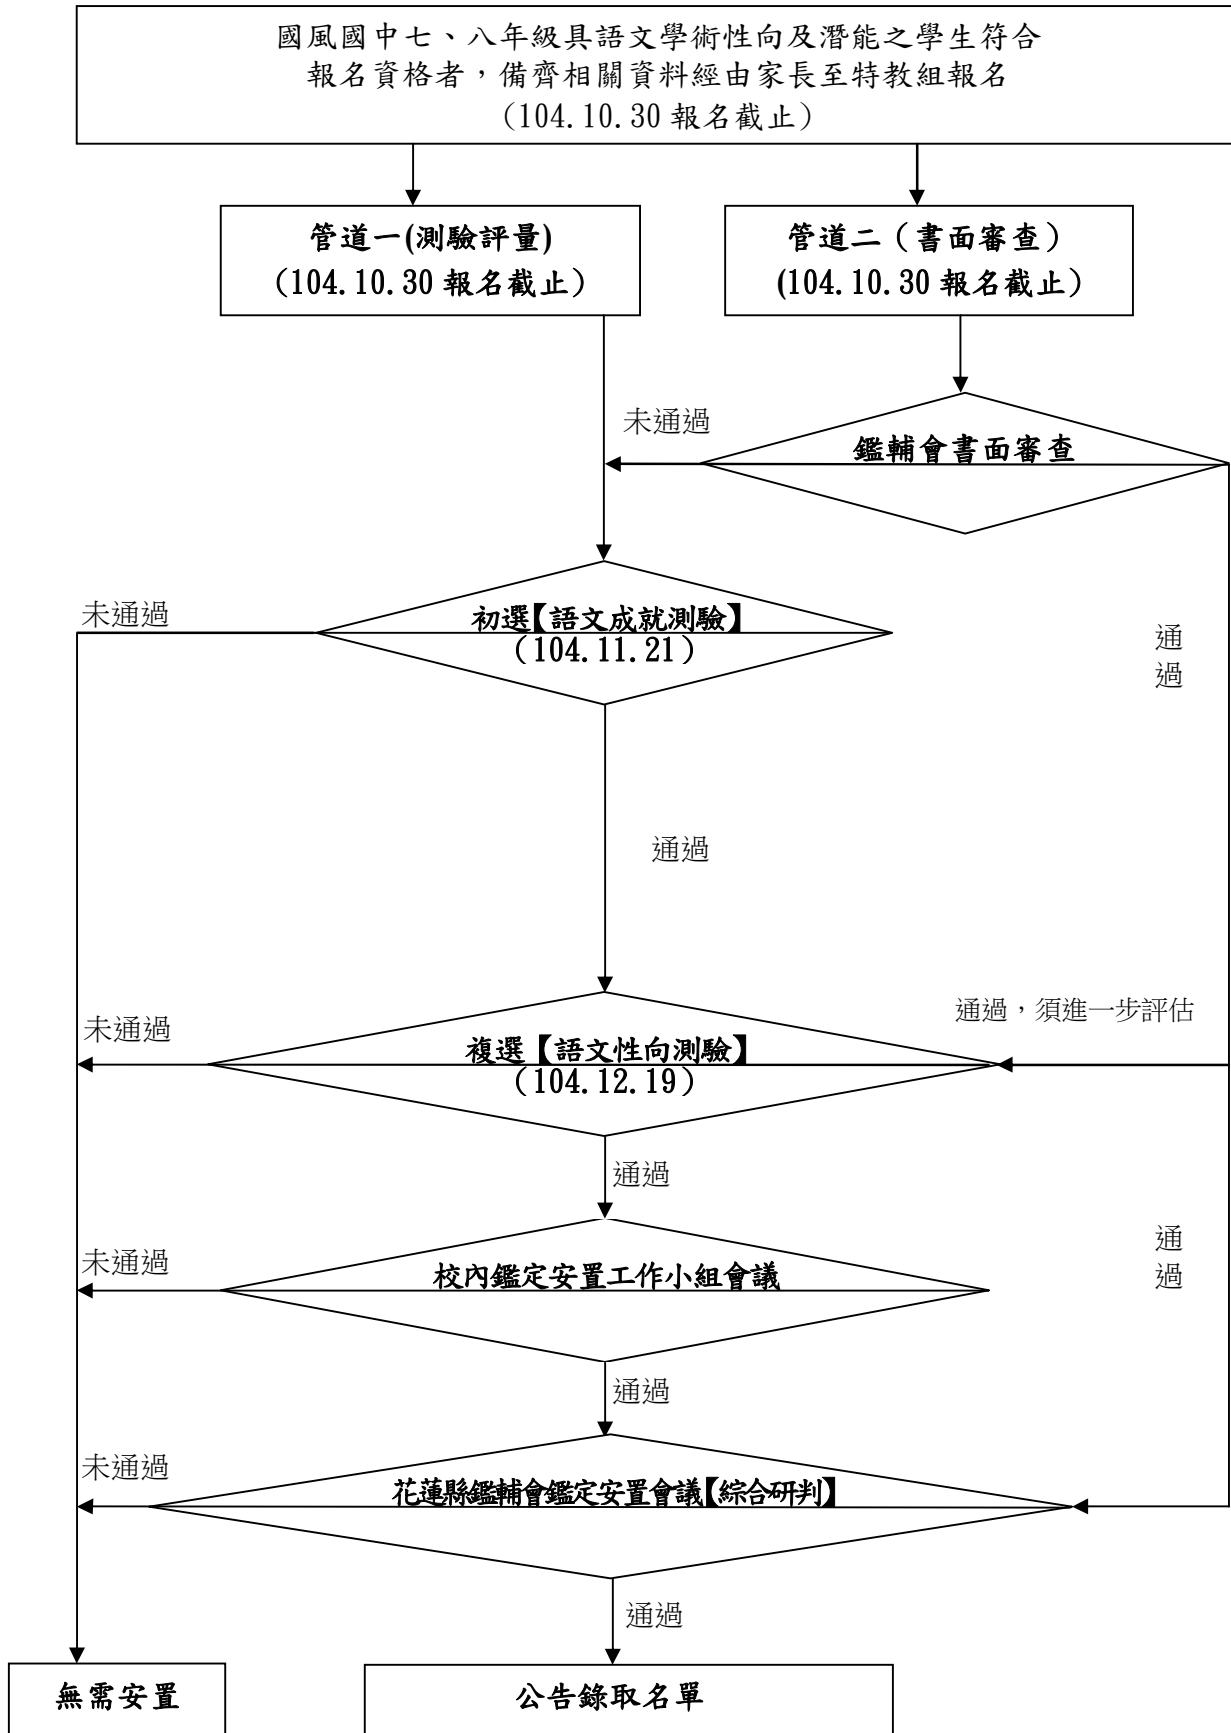 國風國中七、八年級具語文學術性向及潛能之學生符合
報名資格者，備齊相關資料經由家長至特教組報名
（104.10.30 報名截止）
管道一(測驗評量)
（104.10.30 報名截止）
管道二（書面審查）
(104.10.30 報名截止）
未通過
鑑輔會書面審查
未通過
初選【語文成就測驗】
（104.11.21）
通
過
通過
通過，須進一步評估
未通過
複選【語文性向測驗】
（104.12.19）
通過
通
過
未通過
校內鑑定安置工作小組會議
通過
未通過
花蓮縣鑑輔會鑑定安置會議【綜合研判】
通過
無需安置
公告錄取名單